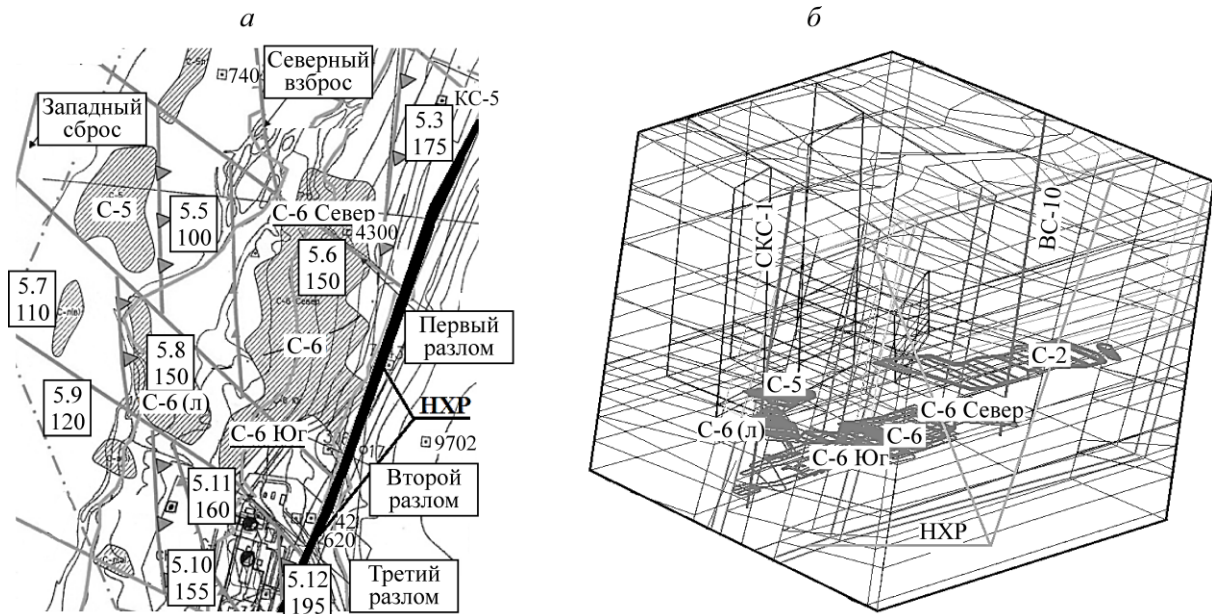 а
б
Северный
взброс
740
КС-5
Западный
сброс
5.3
175
С-5
5.5
100
С-6 Север
4300
5.6
150
5.7
110
С-6 Север
С-6
Первый
разлом
5.8
150
5.9
120
С-6 (л)
НХР
С-6 Юг
9702
17
Второй
разлом
5.11
160
42
620
Третий
разлом
5.10
155
5.12
195
СКС-1
ВС-10
С-2
С-5
С-6 Север
С-6 (л)
С-6
С-6 Юг
НХР